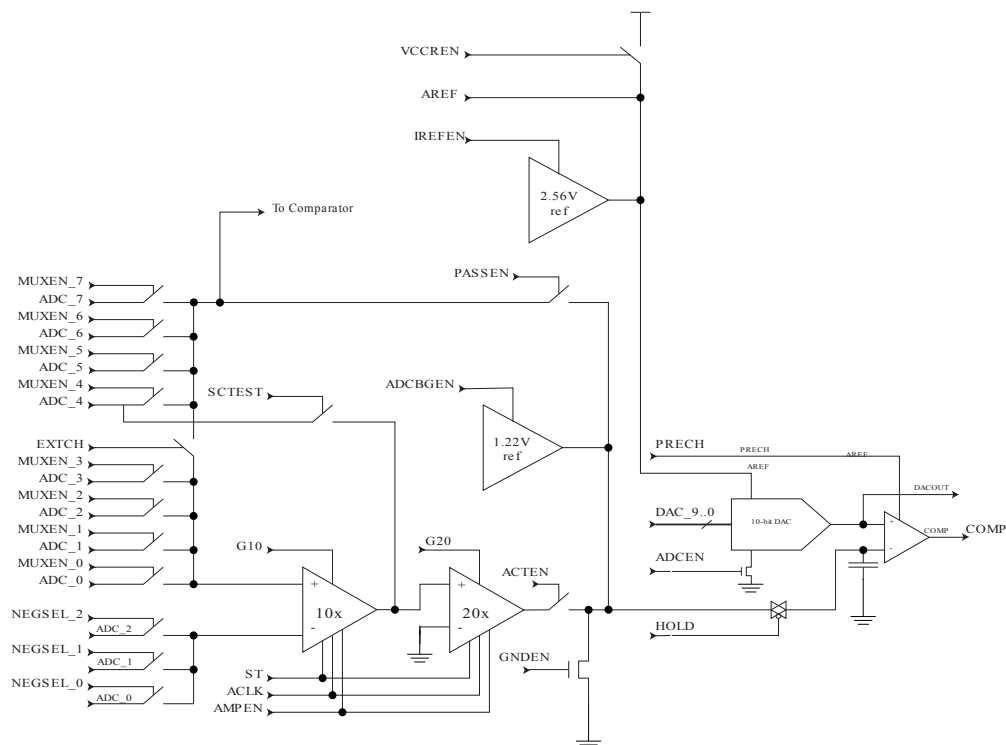 VCCREN
AREF
IREFEN
2.56V
ref
To Comparator
PASSEN
MUXEN_7
ADC_7
MUXEN_6
ADC_6
MUXEN_5
ADC_5
MUXEN_4
ADC_4
SCTEST
ADCBGEN
1.22V
ref
EXTCH
MUXEN_3
ADC_3
MUXEN_2
ADC_2
MUXEN_1
ADC_1
MUXEN_0
ADC_0
PRECH
PRECH
AREF
AREF
DACOUT
DAC_9..0
10-bit DAC
+
-
COMP
COMP
ADCEN
G10
+
10x
-
G20
+
20x
-
ACTEN
HOLD
NEGSEL_2
ADC_2
NEGSEL_1
ADC_1
NEGSEL_0
ADC_0
ST
ACLK
AMPEN
GNDEN